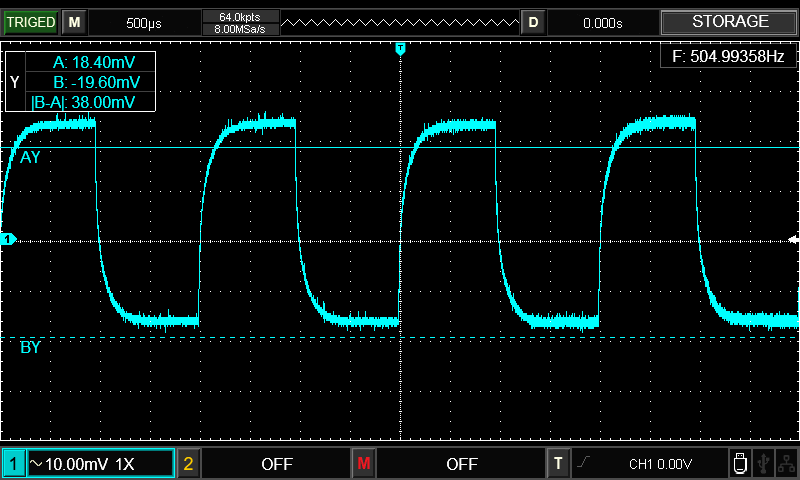 TRIGED M 500μs 64.0kpts D 0.000s STORAGE
8.00MSa/s
T
F: 504.99358Hz
A: 18.40mV
Y B: -19.60mV
|B-A|: 38.00mV
AY
1
BY
1 ~10.00mV 1X 2 OFF M OFF T CH1 0.00V